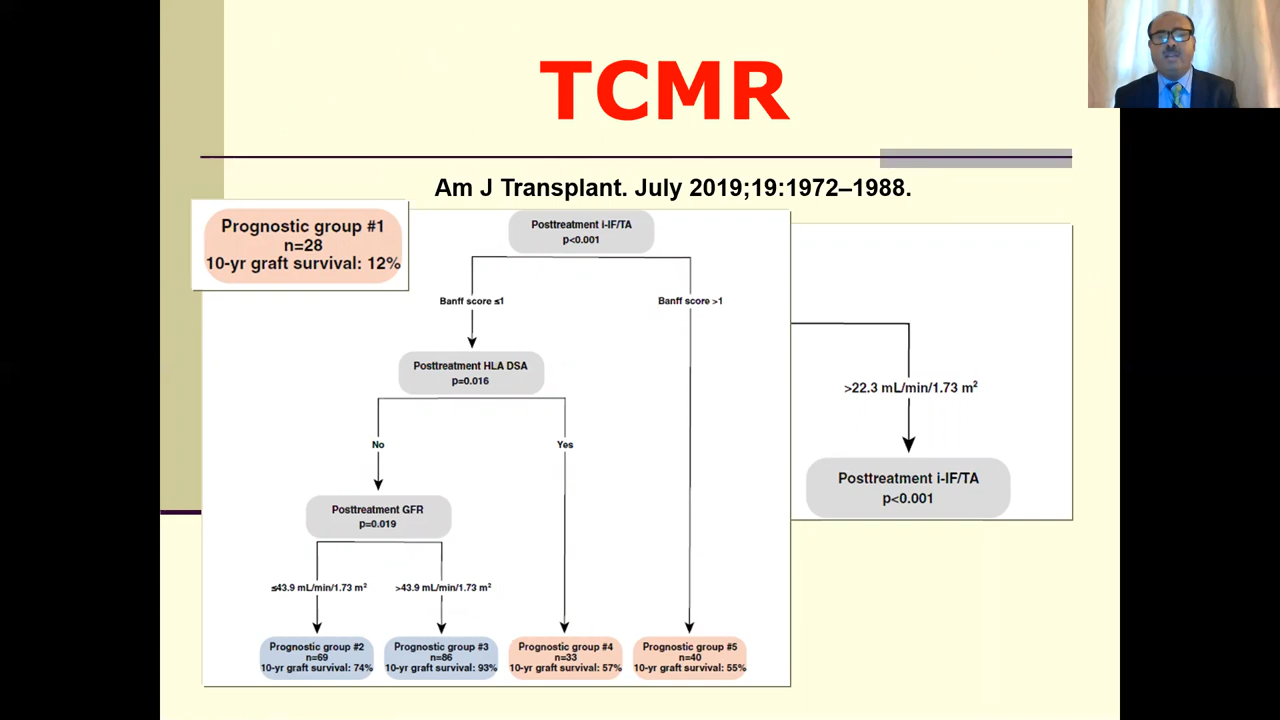 TCMR
Am J Transplant. July 2019;19:1972–1988.
Prognostic group #1
n=28
10-yr graft survival: 12%
Posttreatment i-IF/TA
p<0.001
Banff score ≤1
Banff score >1
Posttreatment HLA DSA
p=0.016
No
Yes
Posttreatment GFR
p=0.019
≤43.9 mL/min/1.73 m²
>43.9 mL/min/1.73 m²
Prognostic group #2
n=69
10-yr graft survival: 74%
Prognostic group #3
n=86
10-yr graft survival: 93%
Prognostic group #4
n=33
10-yr graft survival: 57%
Prognostic group #5
n=40
10-yr graft survival: 55%
>22.3 mL/min/1.73 m²
Posttreatment i-IF/TA
p<0.001